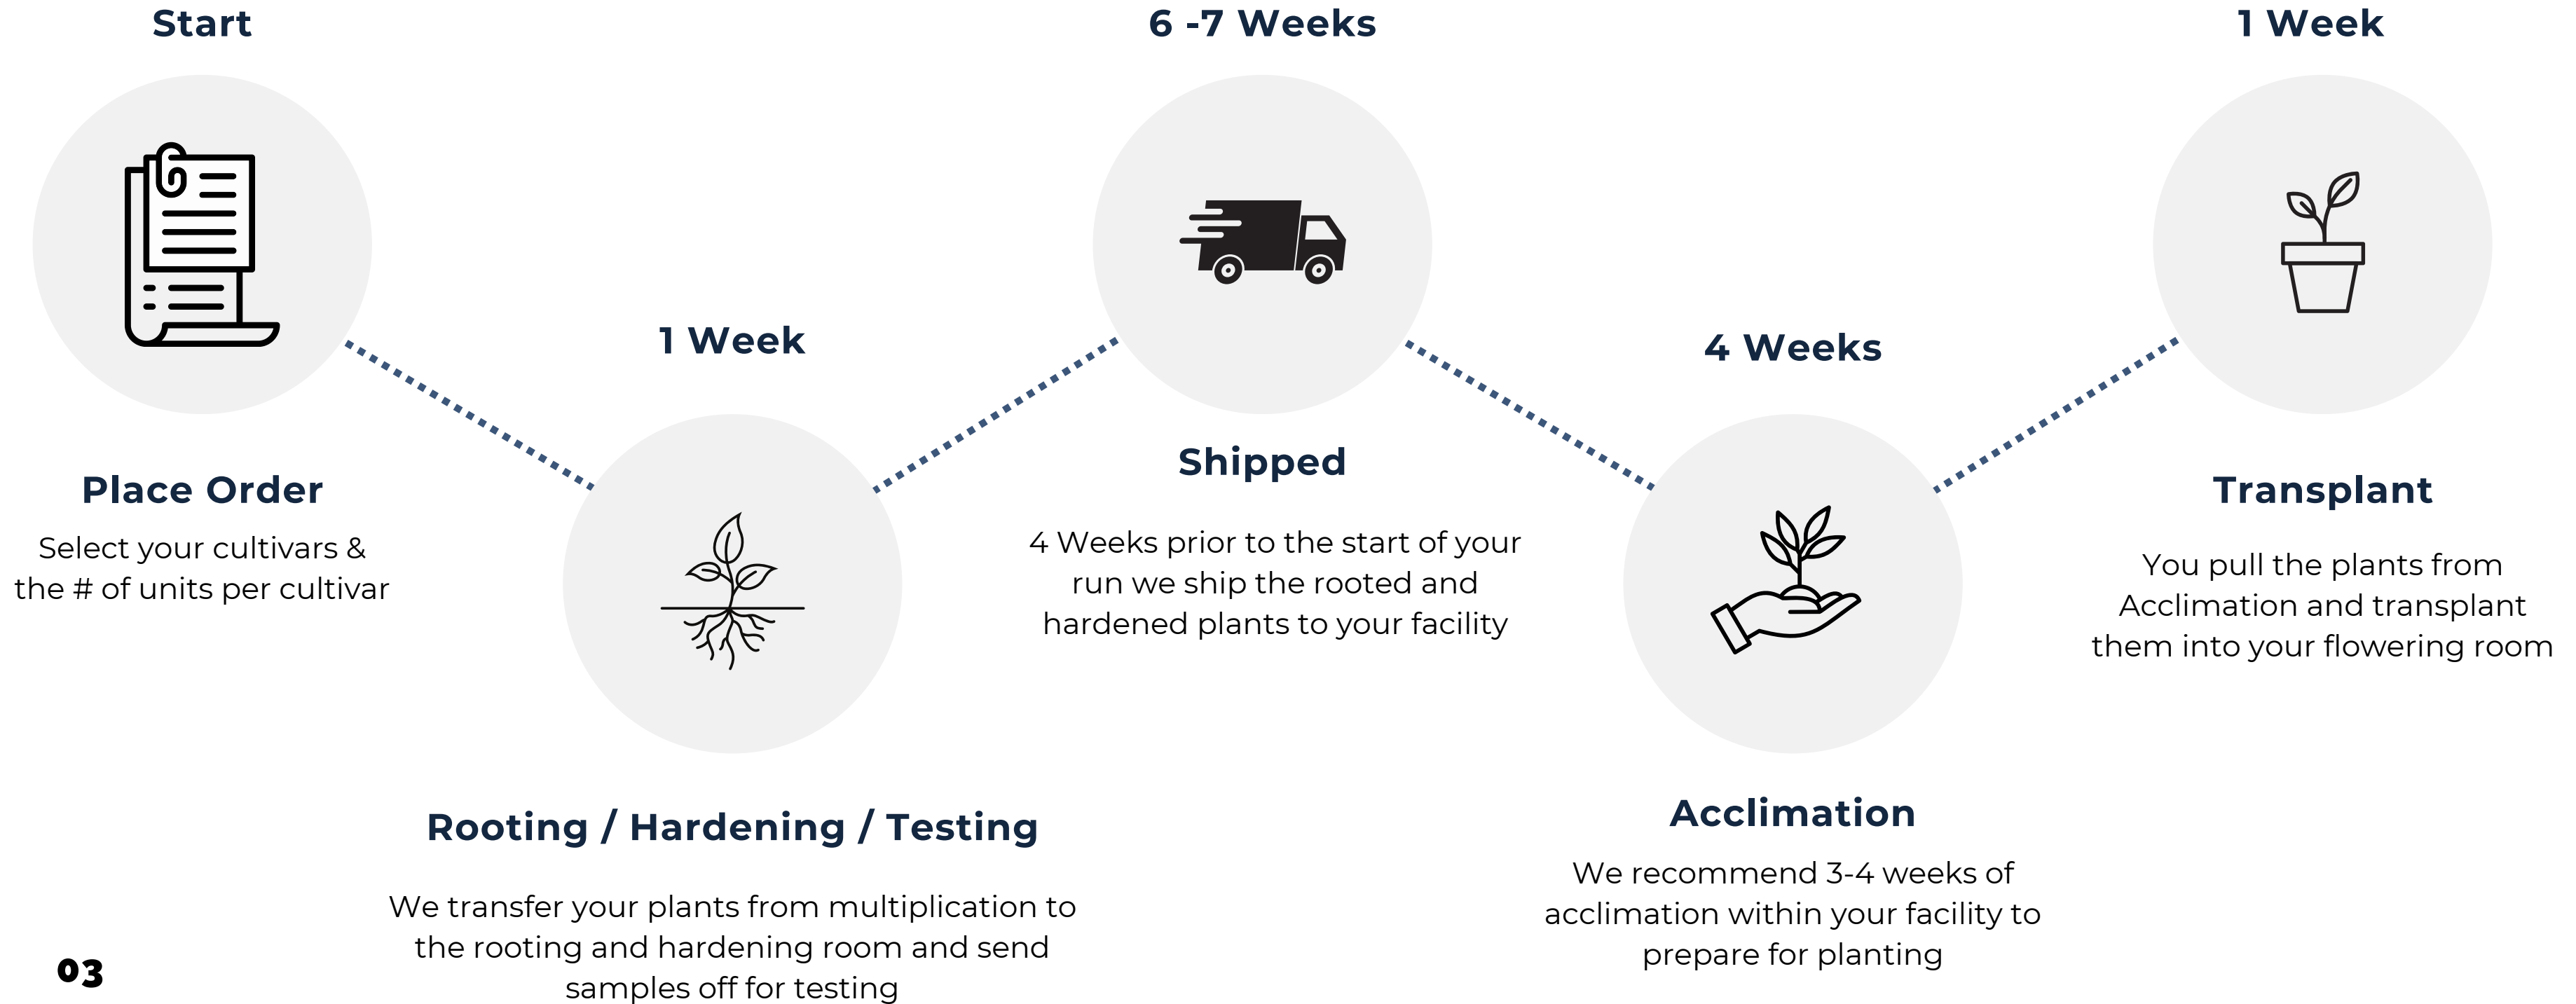 Start
Place Order
Select your cultivars &
the # of units per cultivar
1 Week
Rooting / Hardening / Testing
We transfer your plants from multiplication to
the rooting and hardening room and send
samples off for testing
6 -7 Weeks
Shipped
4 Weeks prior to the start of your
run we ship the rooted and
hardened plants to your facility
4 Weeks
Acclimation
We recommend 3-4 weeks of
acclimation within your facility to
prepare for planting
1 Week
Transplant
You pull the plants from
Acclimation and transplant
them into your flowering room
03